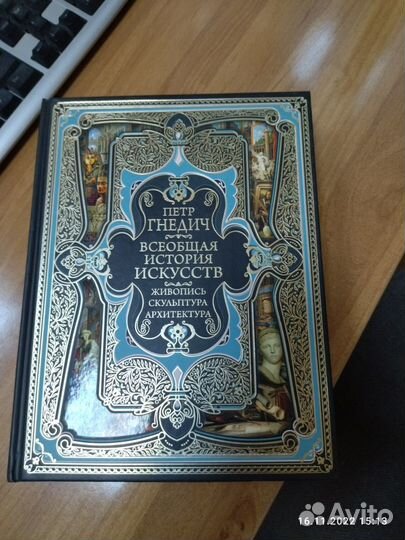 ПЕТР
ГНЕДИЧ
ВСЕОБЩАЯ
ИСТОРИЯ
ИСКУССТВ
ЖИВОПИСЬ
СКУЛЬПТУРА
АРХИТЕКТУРА
16.11.2022 15:13
Avito